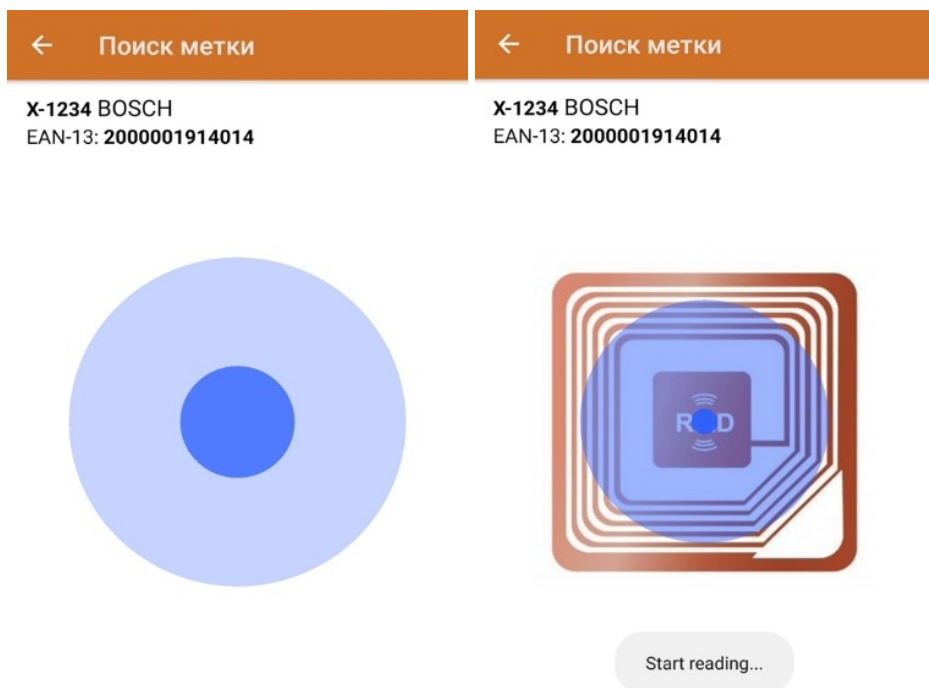 Поиск метки
X-1234 BOSCH
EAN-13: 2000001914014
Поиск метки
X-1234 BOSCH
EAN-13: 2000001914014
Start reading...